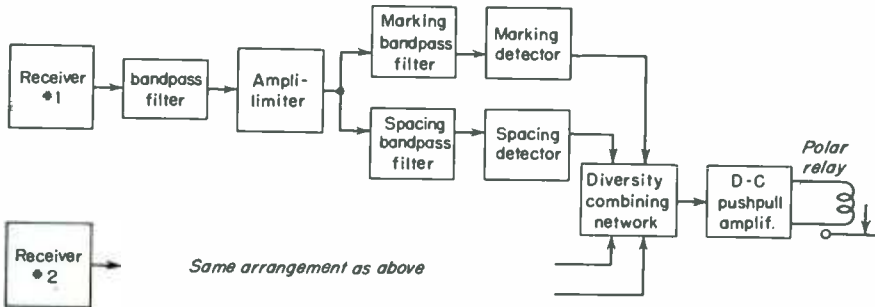 Receiver
#1
bandpass
filter
Ampli-
limiter
Marking
bandpass
filter
Marking
detector
Spacing
bandpass
filter
Spacing
detector
Diversity
combining
network
D-C
pushpull
amplif.
Polar
relay
Receiver
#2
Same arrangement as above